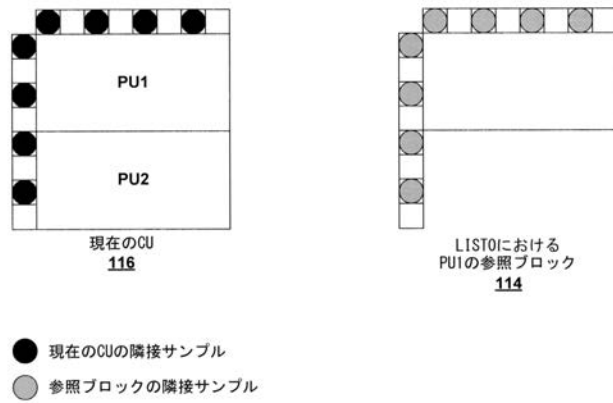 PU1
PU2
現在のCU
116
LIST0における
PU1の参照ブロック
114
現在のCUの隣接サンプル
参照ブロックの隣接サンプル